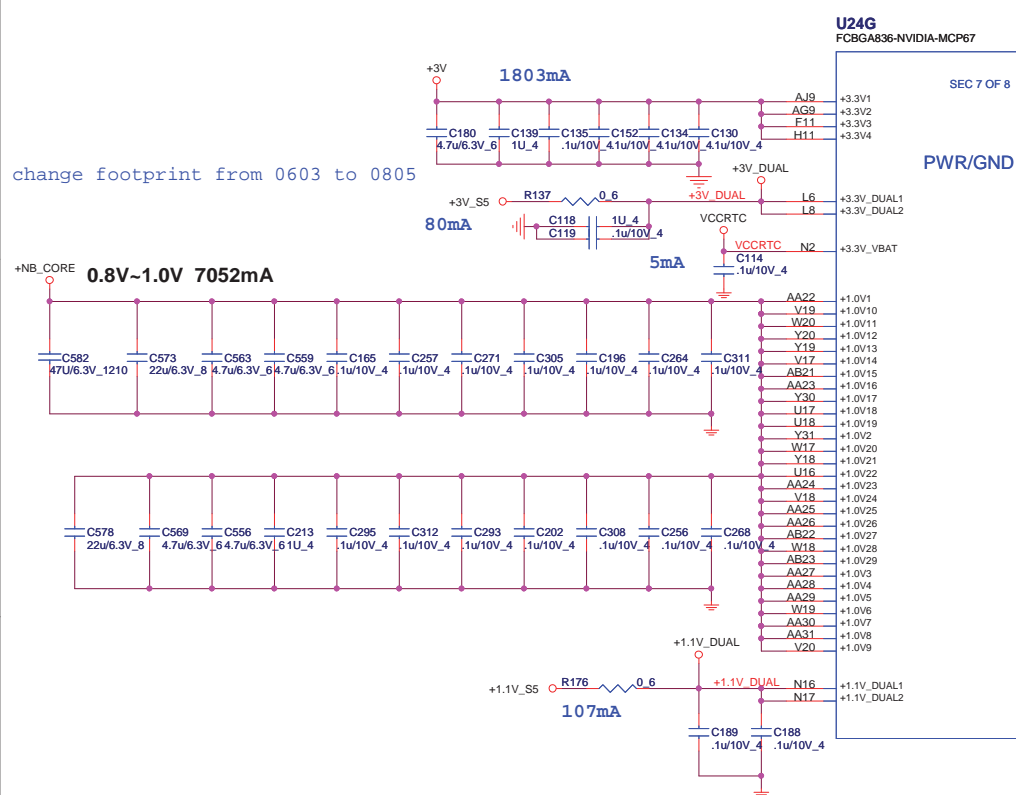 U24G
FCBGA836-NVIDIA-MCP67
SEC 7 OF 8
PWR/GND
+3V
1803mA
C180
4.7u/6.3V_6
C139
1U_4
C135
.1u/10V_4
C152
.1u/10V_4
C134
.1u/10V_4
C130
.1u/10V_4
AJ9 +3.3V1
AG9 +3.3V2
F11 +3.3V3
H11 +3.3V4
change footprint from 0603 to 0805
+3V_DUAL
+3V_S5
R137
0_6
+3V_DUAL
L6 +3.3V_DUAL1
L8 +3.3V_DUAL2
80mA
C118
1U_4
C119
.1u/10V_4
VCCRTC
VCCRTC
N2 +3.3V_VBAT
5mA
C114
.1u/10V_4
+NB_CORE
0.8V~1.0V 7052mA
C582
47U/6.3V_1210
C573
22u/6.3V_8
C563
4.7u/6.3V_6
C559
4.7u/6.3V_6
C165
.1u/10V_4
C257
.1u/10V_4
C271
.1u/10V_4
C305
.1u/10V_4
C196
.1u/10V_4
C264
.1u/10V_4
C311
.1u/10V_4
C578
22u/6.3V_8
C569
4.7u/6.3V_6
C556
4.7u/6.3V_6
C213
1U_4
C295
.1u/10V_4
C312
.1u/10V_4
C293
.1u/10V_4
C202
.1u/10V_4
C308
.1u/10V_4
C256
.1u/10V_4
C268
.1u/10V_4
AA22 +1.0V1
V19 +1.0V10
W20 +1.0V11
Y20 +1.0V12
Y19 +1.0V13
V17 +1.0V14
AB21 +1.0V15
AA23 +1.0V16
Y30 +1.0V17
U17 +1.0V18
U18 +1.0V19
Y31 +1.0V2
W17 +1.0V20
Y18 +1.0V21
U16 +1.0V22
AA24 +1.0V23
V18 +1.0V24
AA25 +1.0V25
AA26 +1.0V26
AB22 +1.0V27
W18 +1.0V28
AB23 +1.0V29
AA27 +1.0V3
AA28 +1.0V4
AA29 +1.0V5
W19 +1.0V6
AA30 +1.0V7
AA31 +1.0V8
V20 +1.0V9
+1.1V_DUAL
+1.1V_S5
R176
0_6
+1.1V_DUAL
N16 +1.1V_DUAL1
N17 +1.1V_DUAL2
107mA
C189
.1u/10V_4
C188
.1u/10V_4